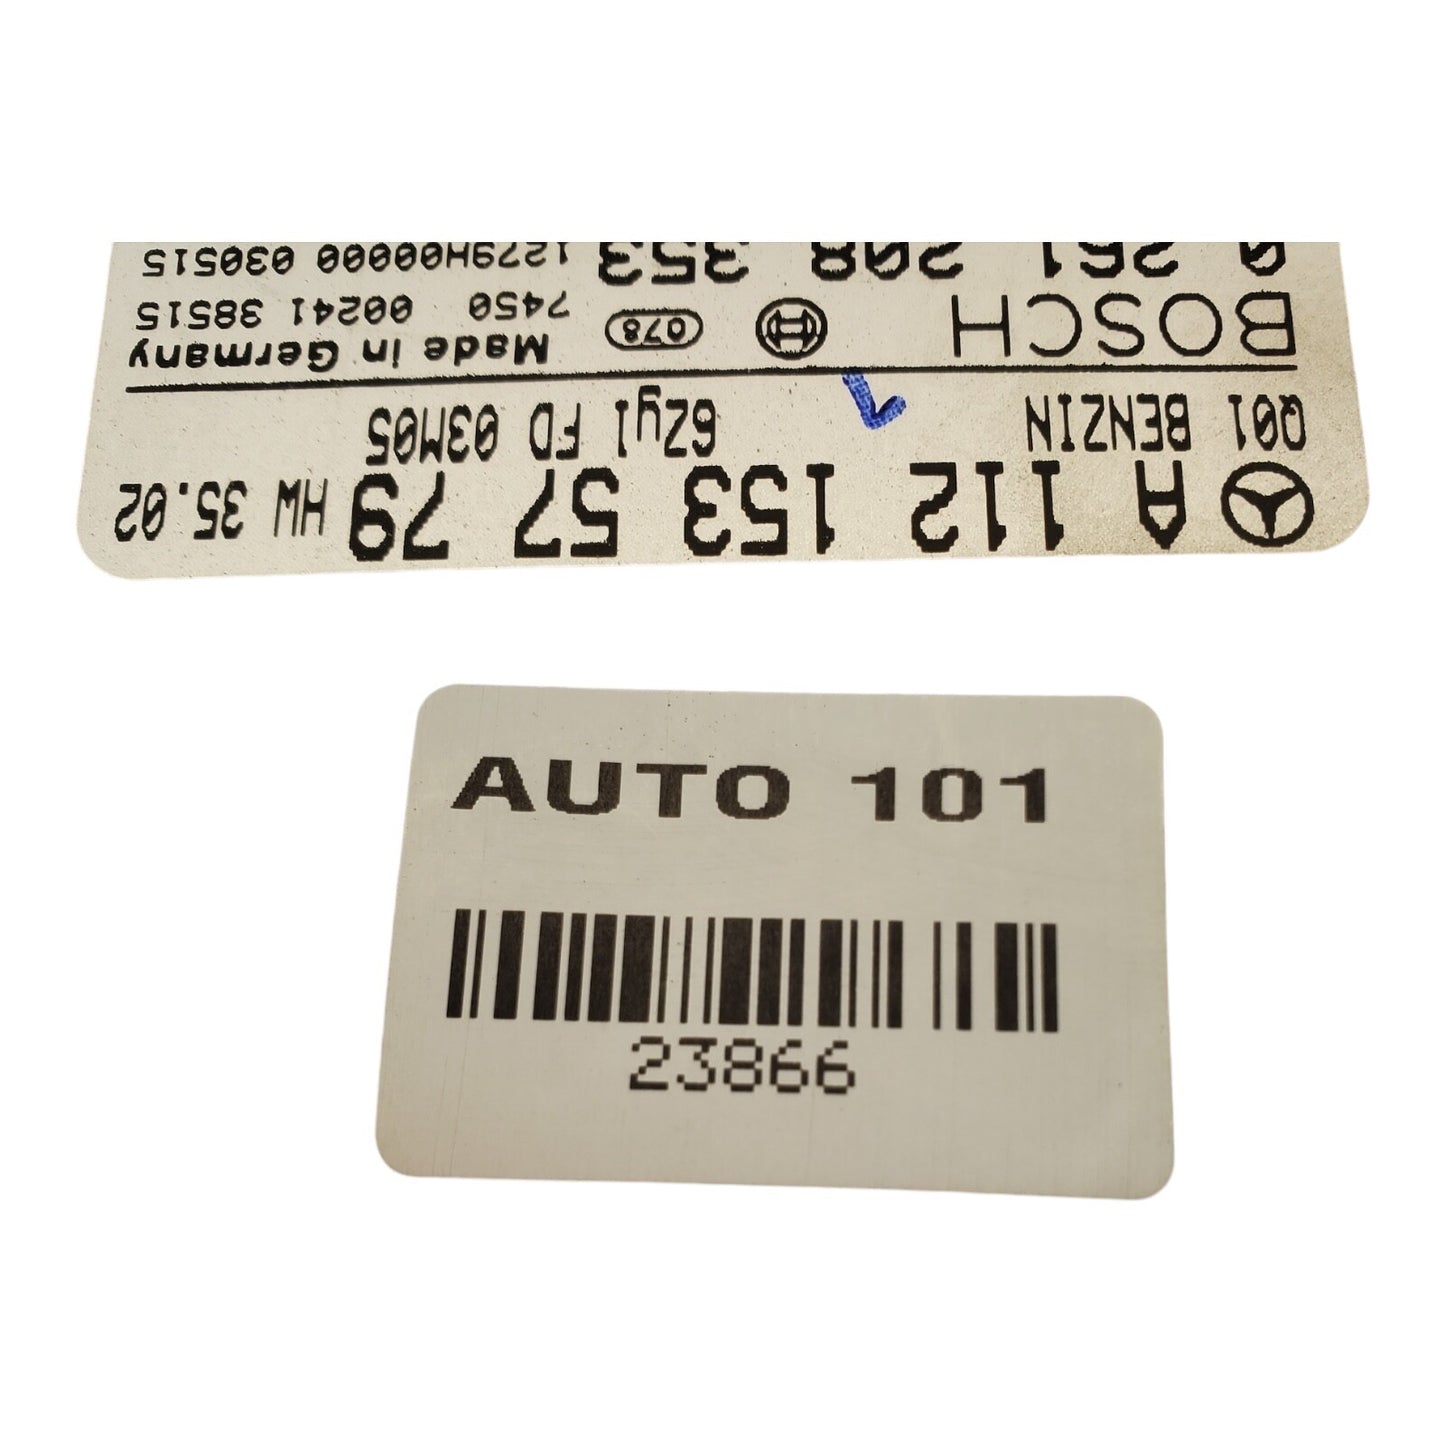 A 112 153 57 79 HW 35.02
Q01 BENZIN 6Zyl FD 03M05
BOSCH 078 Made in Germany
7450 00241 38515
0 261 208 353 1279H00000 030515
AUTO 101
23866